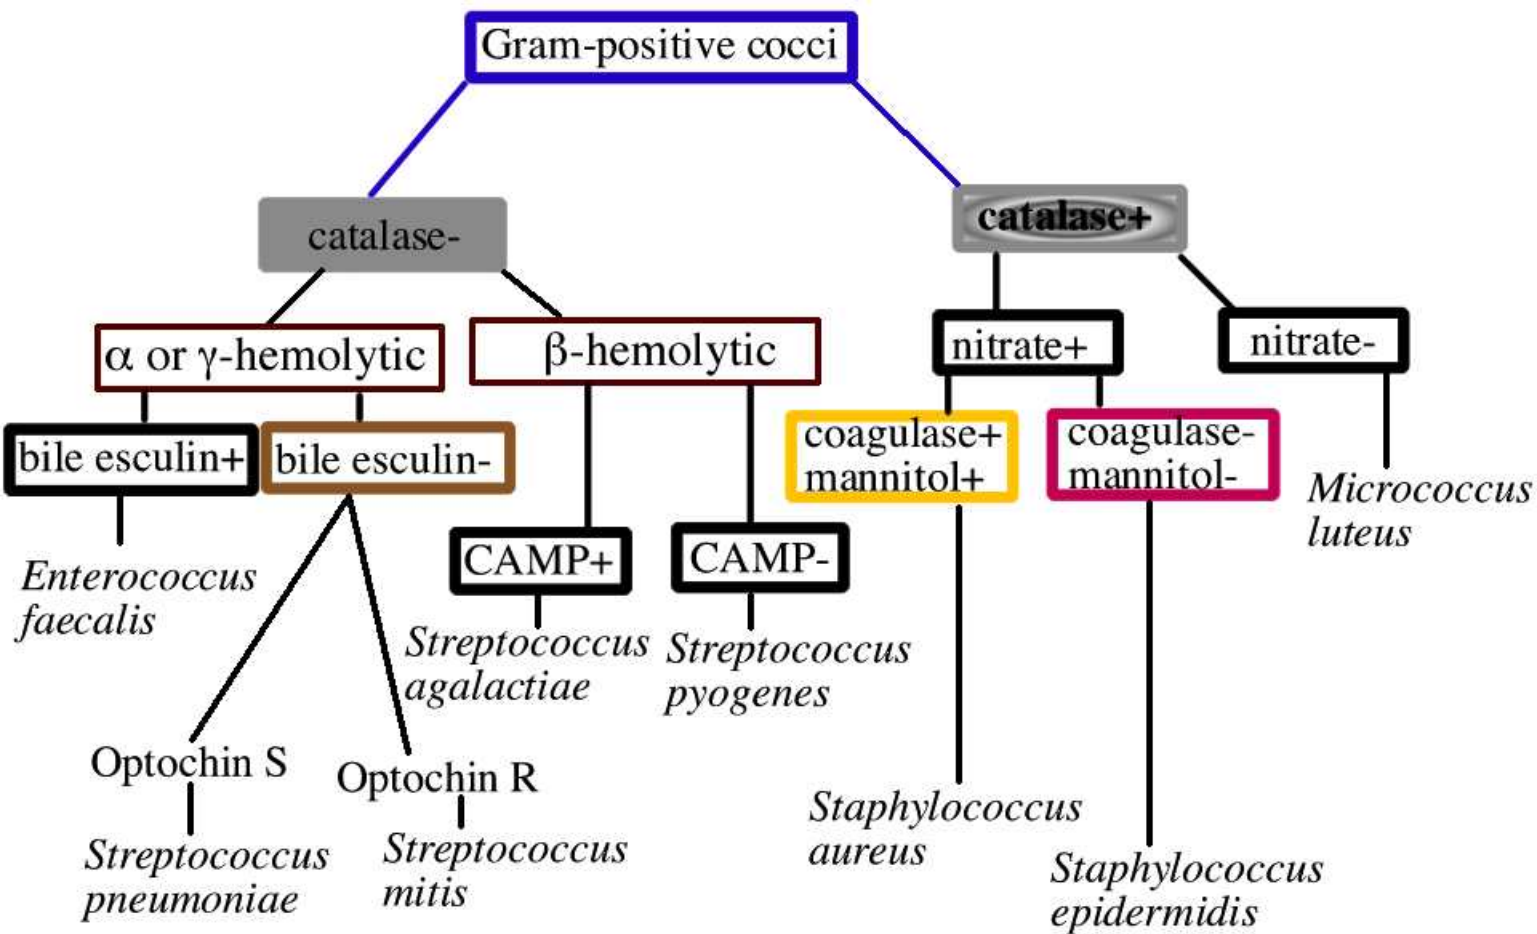 Gram-positive cocci
catalase-
catalase+
α or γ-hemolytic
β-hemolytic
nitrate+
nitrate-
bile esculin+
bile esculin-
coagulase+
mannitol+
coagulase-
mannitol-
Micrococcus
luteus
CAMP+
CAMP-
Enterococcus
faecalis
Streptococcus
agalactiae
Streptococcus
pyogenes
Optochin S
Optochin R
Streptococcus
pneumoniae
Streptococcus
mitis
Staphylococcus
aureus
Staphylococcus
epidermidis